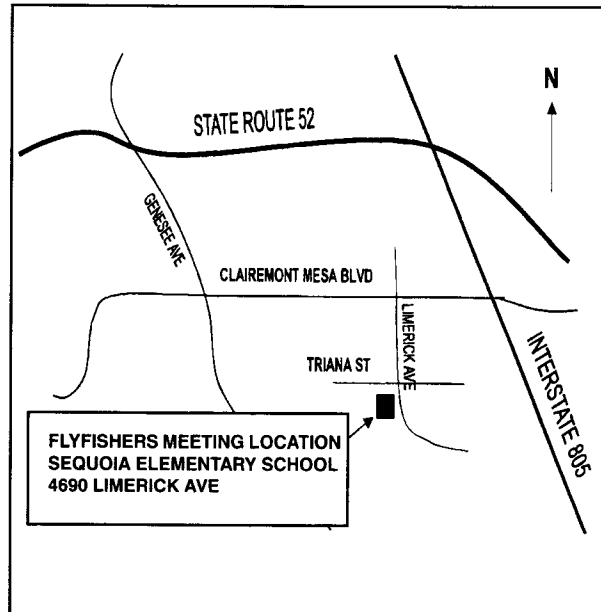 N
STATE ROUTE 52
GENESEE AVE
CLAIREMONT MESA BLVD
LIMERICK AVE
INTERSTATE 805
TRIANA ST
FLYFISHERS MEETING LOCATION
SEQUOIA ELEMENTARY SCHOOL
4690 LIMERICK AVE